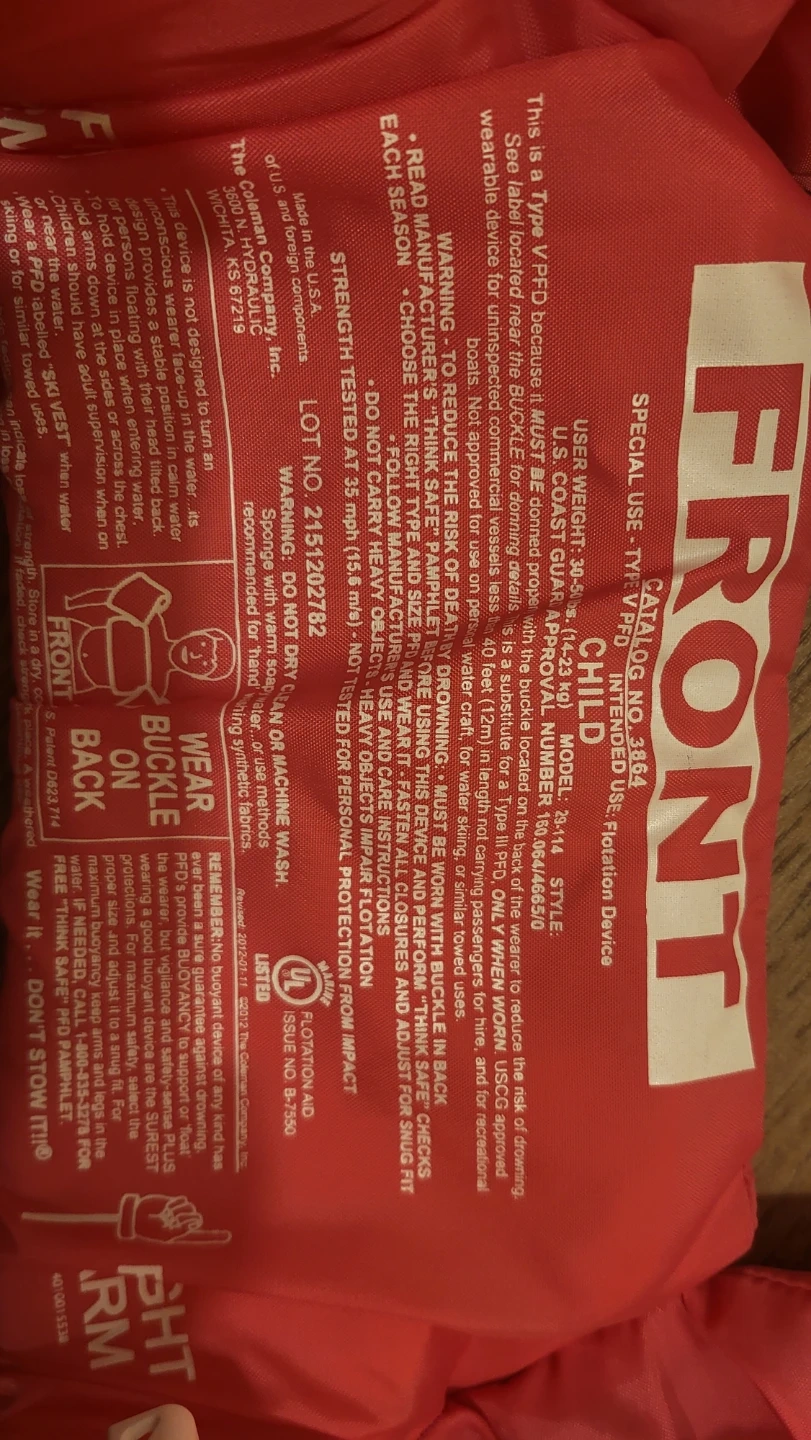 FRONT
CATALOG NO. 3864
INTENDED USE: Flotation Device
SPECIAL USE - TYPE V PFD
CHILD
USER WEIGHT: (14-23 kg) MODEL: STYLE:
U.S. COAST GUARD APPROVAL NUMBER 160.064/4665/0
This is a Type V PFD because it MUST BE donned with the buckle located on the back of the wearer to reduce the risk of drowning.
See label located near the BUCKLE for donning details. is a substitute for a Type III PFD, ONLY WHEN WORN. USCG approved
wearable device for uninspected commercial vessels less 40 feet (12m) in length not carrying passengers for hire, and for recreational
boats. Not approved for use on water craft, for water skiing, or similar towed uses.
WARNING - TO REDUCE THE RISK OF DEATH BY DROWNING: • MUST BE WORN WITH BUCKLE IN BACK
• READ MANUFACTURER'S "THINK SAFE" PAMPHLET BEFORE USING THIS DEVICE AND PERFORM "THINK SAFE" CHECKS
EACH SEASON • CHOOSE THE RIGHT TYPE AND SIZE PFD AND WEAR IT - FASTEN ALL CLOSURES AND ADJUST FOR SNUG FIT
• FOLLOW MANUFACTURER'S USE AND CARE INSTRUCTIONS
• DO NOT CARRY HEAVY OBJECTS - HEAVY OBJECTS IMPAIR FLOTATION
STRENGTH TESTED AT 35 mph (15.6 m/s) - NOT TESTED FOR PERSONAL PROTECTION FROM IMPACT
Made in the U.S.A.
of U.S. and foreign components.
The Coleman Company, Inc.
3600 N. HYDRAULIC
WICHITA, KS 67219
LOT NO. 2151202782
WARNING: DO NOT DRY CLEAN OR MACHINE WASH.
Sponge with warm soap water, or use methods
recommended for hand synthetic fabrics.
UL
MARINE
LISTED
FLOTATION AID
ISSUE NO. B-7550
Revised: 2012-01-11 ©2012 The Coleman Company, Inc.
• This device is not designed to turn an
unconscious wearer face-up in the water...its
design provides a stable position in calm water
for persons floating with their head tilted back.
• To hold device in place when entering water,
hold arms down at the sides or across the chest.
• Children should have adult supervision when on
or near the water.
• Wear a PFD labelled "SKI VEST" when water
skiing or for similar towed uses.
FRONT
WEAR
BUCKLE
ON
BACK
Patent D623,714
strength. Store in a dry, place. A weathered
REMEMBER: No buoyant device of any kind has
ever been a sure guarantee against drowning.
PFD's provide BUOYANCY to support or "float"
the wearer, but vigilance and safety-sense PLUS
wearing a good buoyant device are the SUREST
protections. For maximum safety, select the
proper size and adjust it to a snug fit. For
maximum buoyancy keep arms and legs in the
water. IF NEEDED, CALL 1-800-835-3278 FOR
FREE "THINK SAFE" PFD PAMPHLET.
Wear it . . . DON'T STOW IT!!®